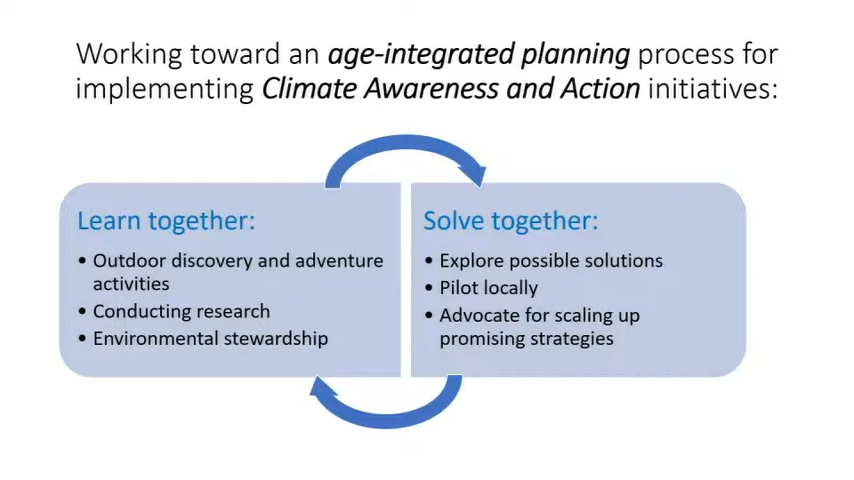 Working toward an age-integrated planning process for
implementing Climate Awareness and Action initiatives:
Learn together:
• Outdoor discovery and adventure
activities
• Conducting research
• Environmental stewardship
Solve together:
• Explore possible solutions
• Pilot locally
• Advocate for scaling up
promising strategies